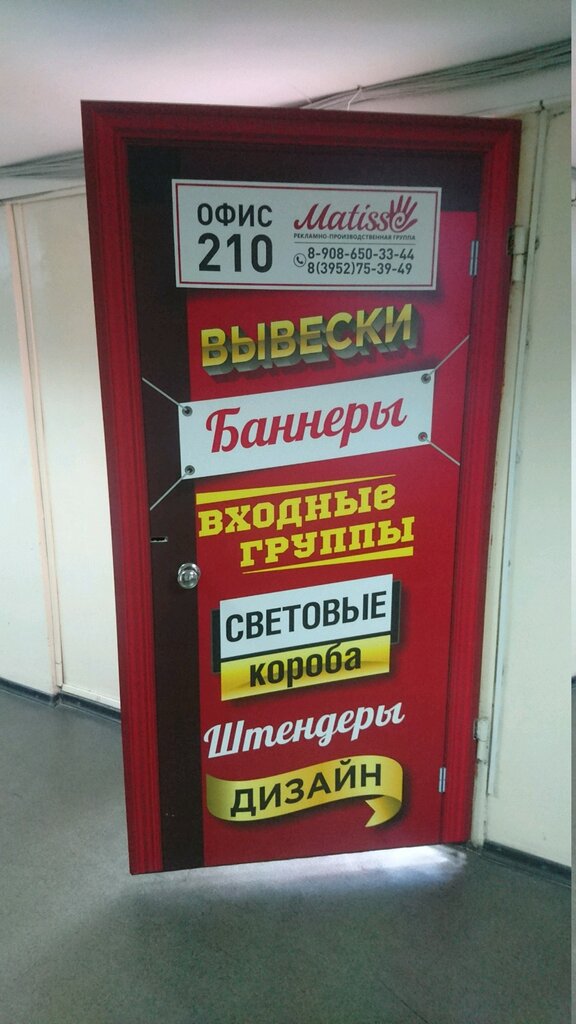 ОФИС
210
Matisse
РЕКЛАМНО-ПРОИЗВОДСТВЕННАЯ ГРУППА
8-908-650-33-44
8(3952)75-39-49
ВЫВЕСКИ
Баннеры
ВХОДНЫЕ
ГРУППЫ
СВЕТОВЫЕ
короба
Штендеры
ДИЗАЙН